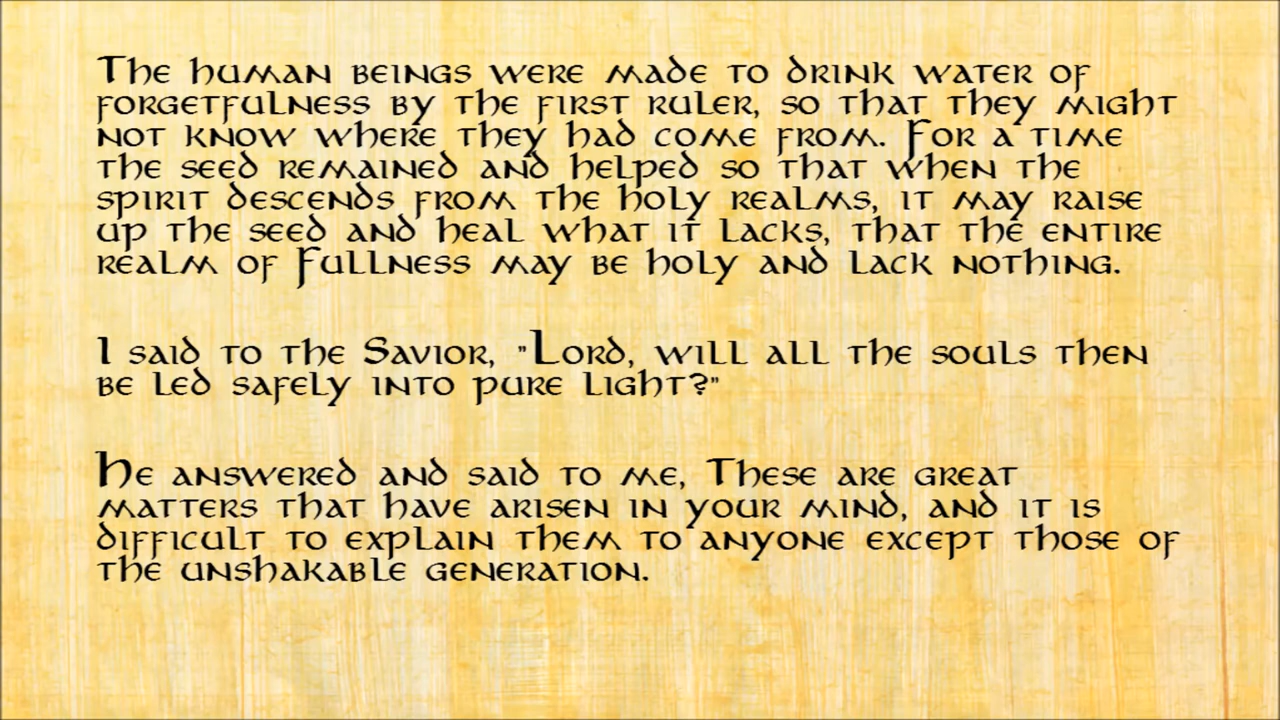 The human beings were made to drink water of
forgetfulness by the first ruler, so that they might
not know where they had come from. For a time
the seed remained and helped so that when the
spirit descends from the holy realms, it may raise
up the seed and heal what it lacks, that the entire
realm of Fullness may be holy and lack nothing.
I said to the Savior, "Lord, will all the souls then
be led safely into pure light?"
He answered and said to me, These are great
matters that have arisen in your mind, and it is
difficult to explain them to anyone except those of
the unshakable generation.